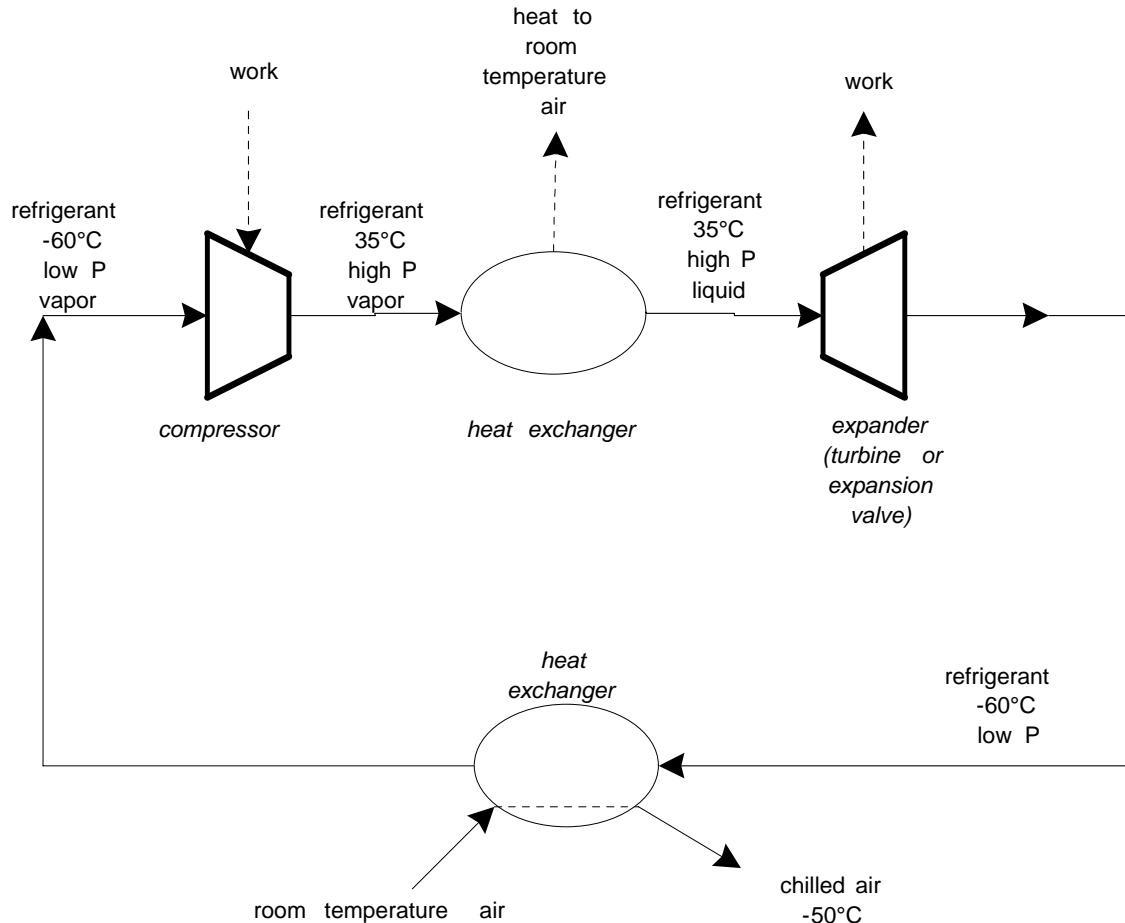 heat to
room
temperature
air
work
work
refrigerant
-60°C
low P
vapor
refrigerant
35°C
high P
vapor
refrigerant
35°C
high P
liquid
compressor
heat exchanger
expander
(turbine or
expansion
valve)
heat
exchanger
refrigerant
-60°C
low P
room temperature air
chilled air
-50°C